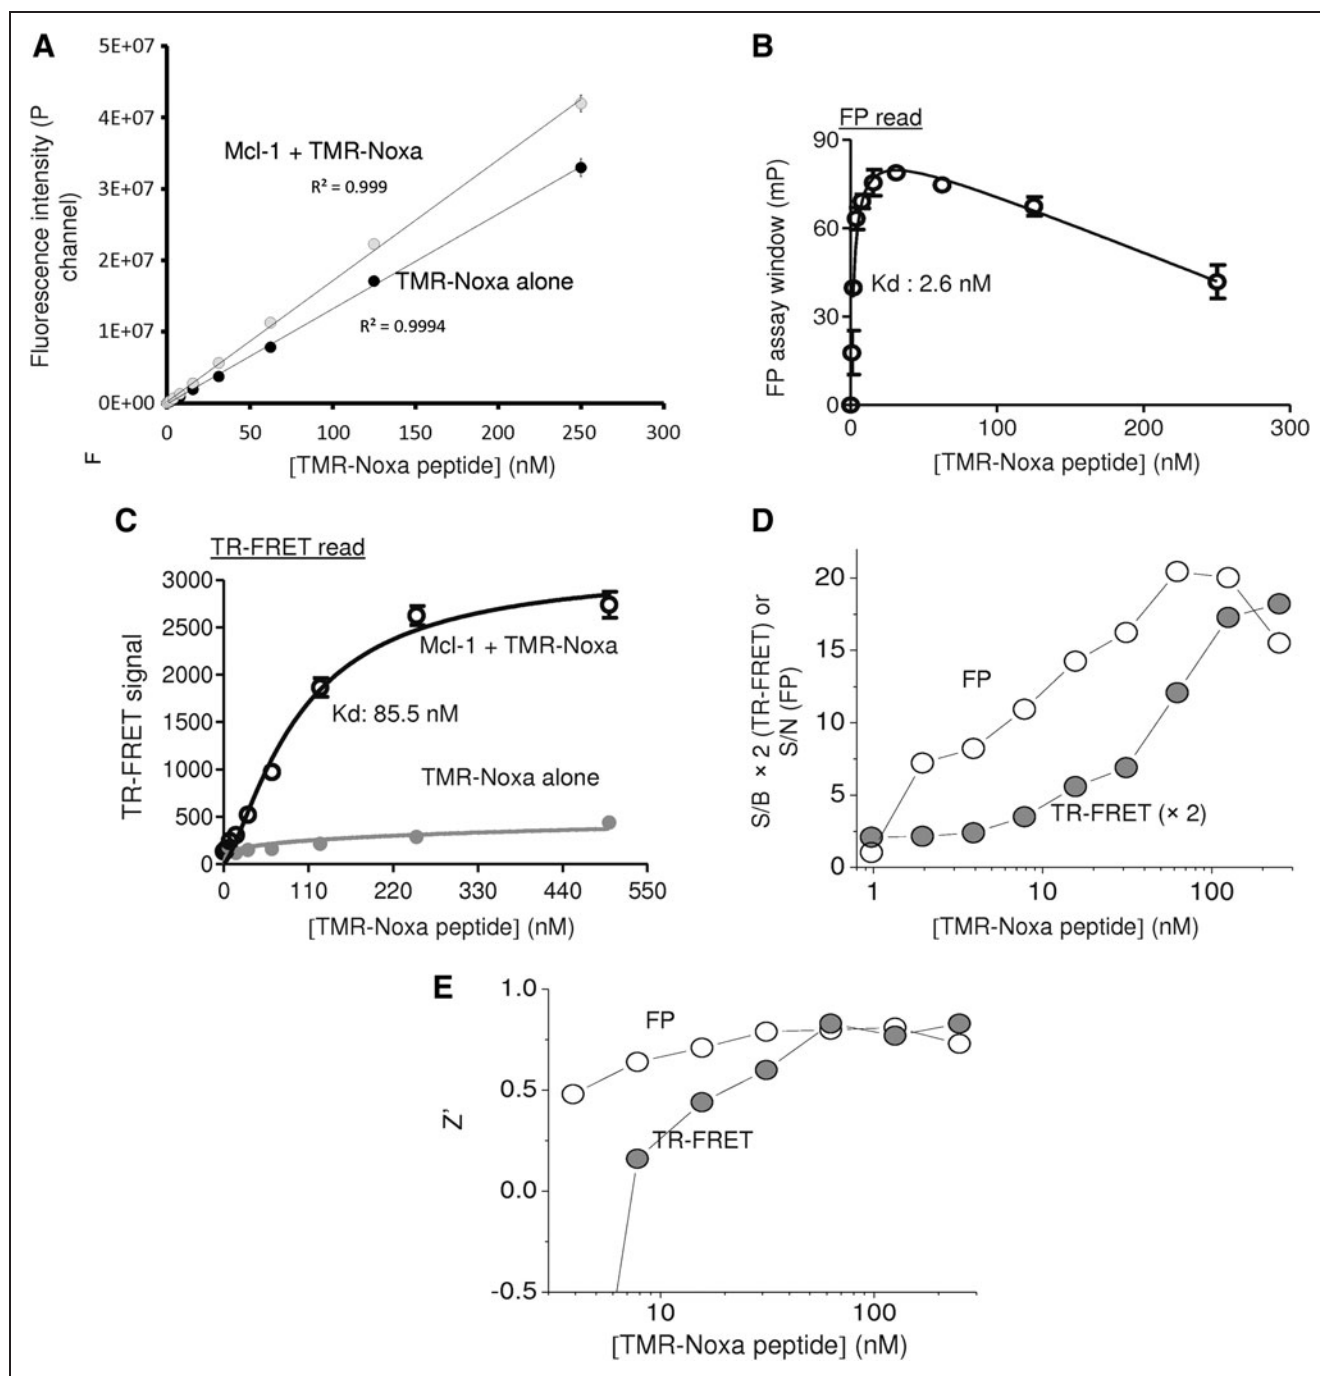 A
5E+07
4E+07
3E+07
2E+07
1E+07
0E+00
Fluorescence intensity (P
channel)
Mcl-1 + TMR-Noxa
R² = 0.999
TMR-Noxa alone
R² = 0.9994
0 50 100 150 200 250 300
[TMR-Noxa peptide] (nM)
F
B
FP read
90
60
30
0
FP assay window (mP)
Kd : 2.6 nM
0 100 200 300
[TMR-Noxa peptide] (nM)
C
TR-FRET read
3000
2500
2000
1500
1000
500
0
TR-FRET signal
Mcl-1 + TMR-Noxa
Kd: 85.5 nM
TMR-Noxa alone
0 110 220 330 440 550
[TMR-Noxa peptide] (nM)
D
20
15
10
5
0
S/B × 2 (TR-FRET) or
S/N (FP)
FP
TR-FRET (× 2)
1 10 100
[TMR-Noxa peptide] (nM)
E
1.0
0.5
0.0
-0.5
Z'
FP
TR-FRET
10 100
[TMR-Noxa peptide] (nM)